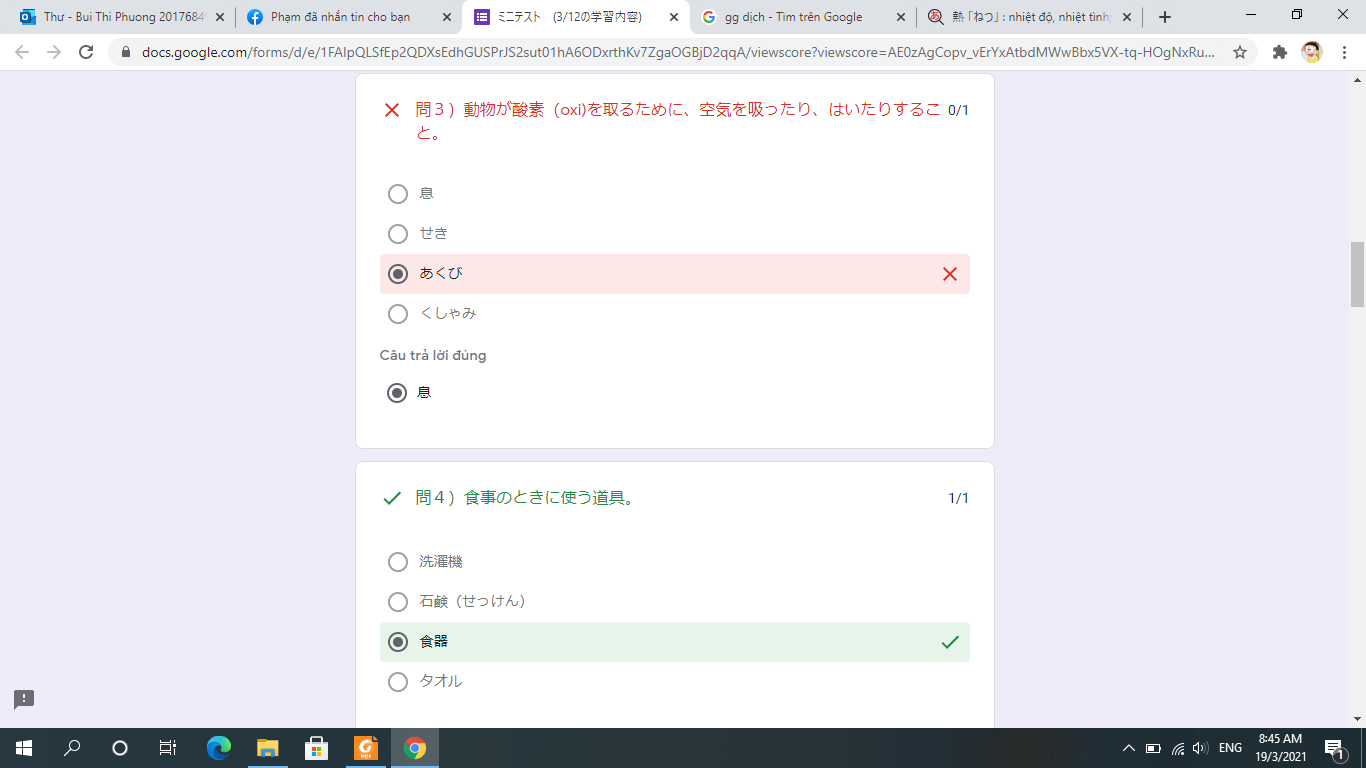 Thư - Bui Thi Phuong 2017684
Phạm đã nhắn tin cho bạn
ミニテスト　(3/12の学習内容)
gg dịch - Tìm trên Google
熱「ねつ」: nhiệt độ, nhiệt tình;
docs.google.com/forms/d/e/1FAIpQLSfEp2QDXsEdhGUSPrJS2sut01hA6ODxrthKv7ZgaOGBjD2qqA/viewscore?viewscore=AE0zAgCopv_vErYxAtbdMWwBbx5VX-tq-HOgNxRu...
問３）動物が酸素（oxi)を取るために、空気を吸ったり、はいたりするこ
と。
0/1
息
せき
あくび
くしゃみ
Câu trả lời đúng
息
問４）食事のときに使う道具。
1/1
洗濯機
石鹸（せっけん）
食器
タオル
ENG
8:45 AM
19/3/2021
1